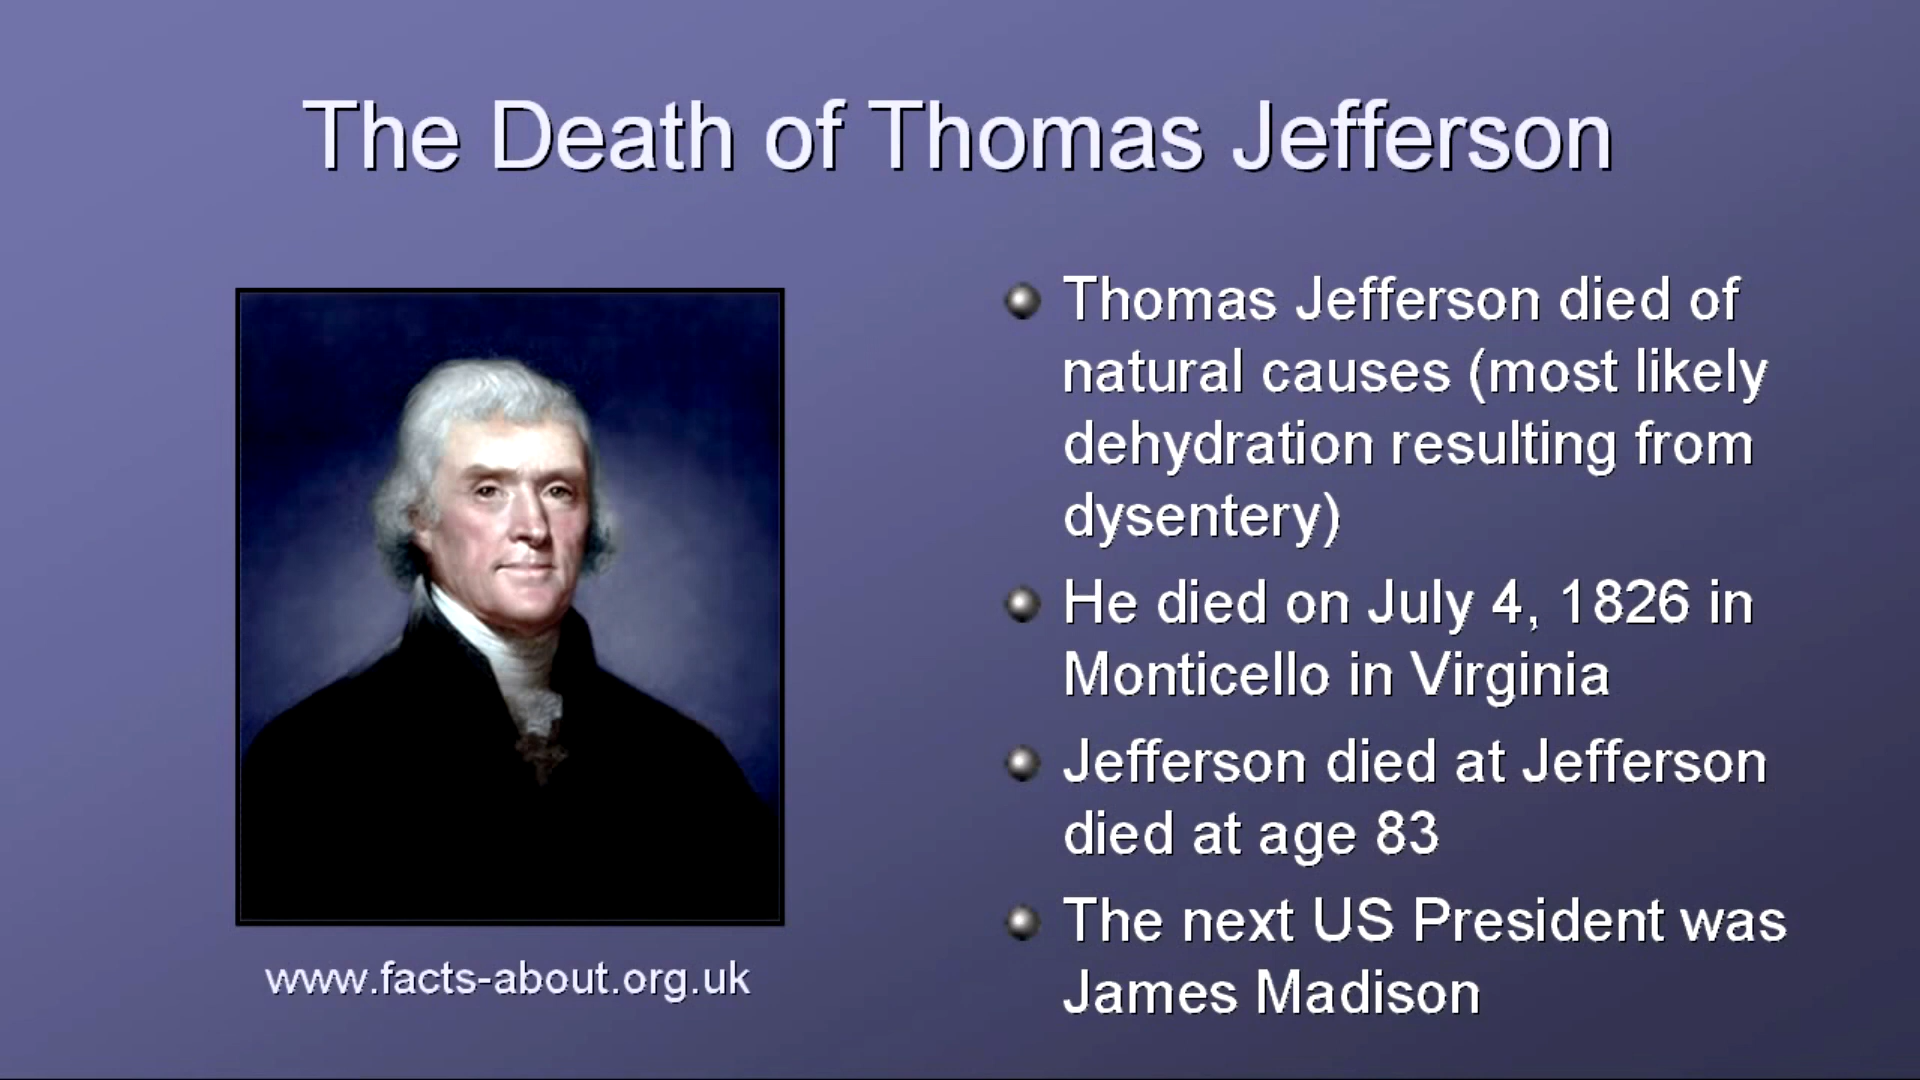 The Death of Thomas Jefferson
Thomas Jefferson died of
natural causes (most likely
dehydration resulting from
dysentery)
He died on July 4, 1826 in
Monticello in Virginia
Jefferson died at Jefferson
died at age 83
The next US President was
James Madison
www.facts-about.org.uk